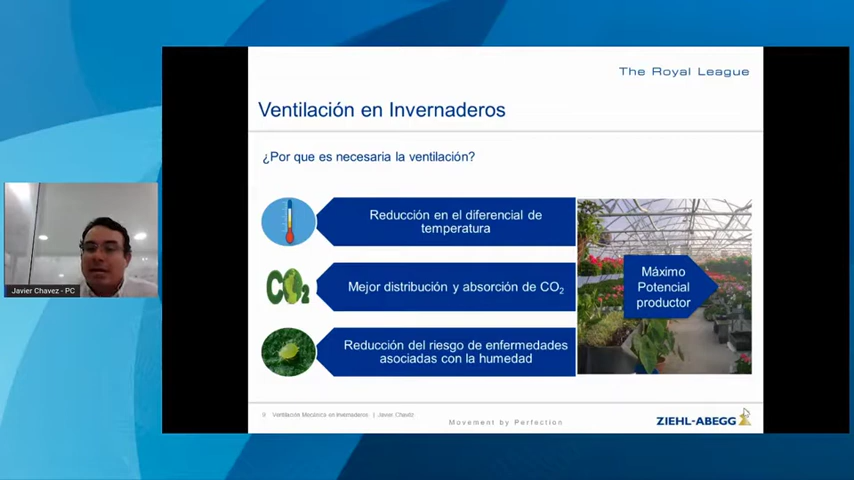 The Royal League
Ventilación en Invernaderos
¿Por que es necesaria la ventilación?
Reducción en el diferencial de
temperatura
CO2
Mejor distribución y absorción de CO₂
Reducción del riesgo de enfermedades
asociadas con la humedad
Máximo
Potencial
productor
Javier Chavez - PC
Ventilación Mecánica en Invernaderos | Javier Chavéz
Movement by Perfection
ZIEHL-ABEGG